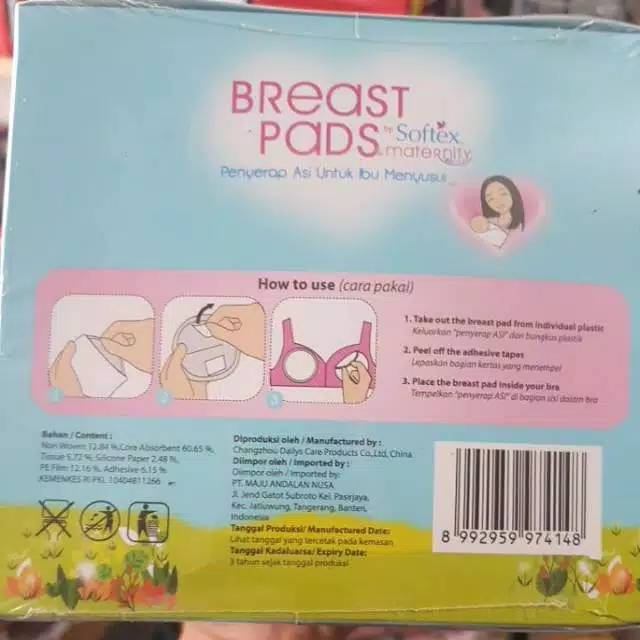 BREAST
PADS by Softex
maternity
Penyerap Asi Untuk Ibu Menyusui
How to use (cara pakai)
1
2
3
1. Take out the breast pad from individual plastic
Keluarkan "penyerap ASI" dari bungkus plastik
2. Peel off the adhesive tapes
Lepaskan bagian kertas yang menempel
3. Place the breast pad inside your bra
Tempelkan "penyerap ASI" di bagian sisi dalam bra
Bahan / Content :
Non Woven 12.84 %,Core Absorbent 60.65 %,
Tissue 5.72 %, Silicone Paper 2.48 %,
PE Film 12.16 %, Adhesive 6.15 %
KEMENKES RI PKL 10404811266
Diproduksi oleh / Manufactured by :
Changzhou Dailys Care Products Co.,Ltd, China
Diimpor oleh / Imported by :
Diimpor oleh / Imported by:
PT. MAJU ANDALAN NUSA
Jl. Jend Gatot Subroto Kel. Pasirjaya,
Kec. Jatiuwung, Tangerang, Banten,
Indonesia
Tanggal Produksi/ Manufactured Date:
Lihat tanggal yang tercetak pada kemasan
Tanggal Kadaluarsa/ Expiry Date:
3 tahun sejak tanggal produksi
8 992959 974148